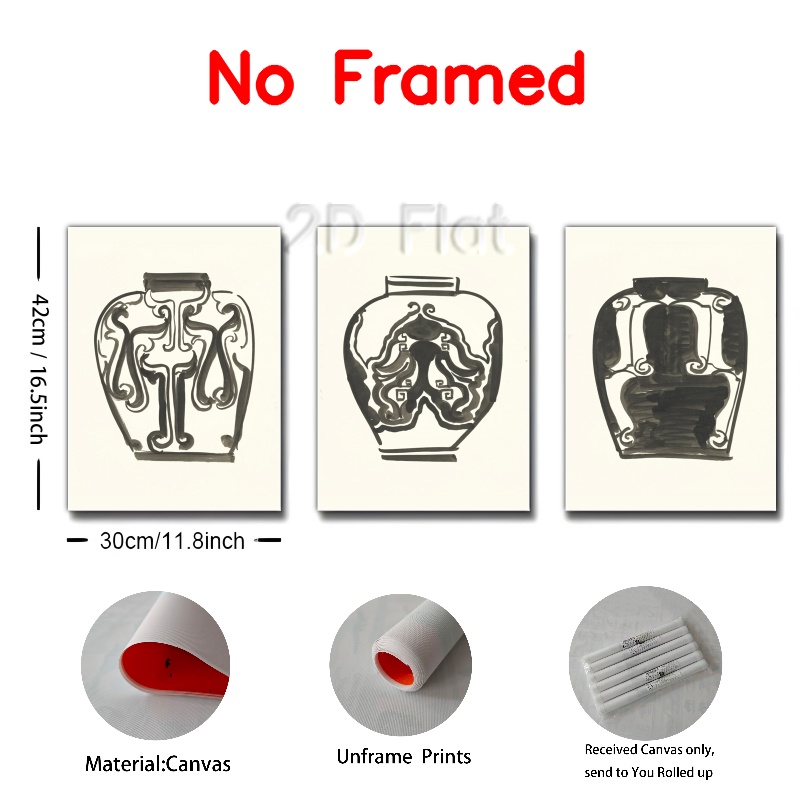 No Framed
2D Flat
42cm / 16.5inch
30cm/11.8inch
Material:Canvas
Unframe Prints
Received Canvas only,
send to You Rolled up